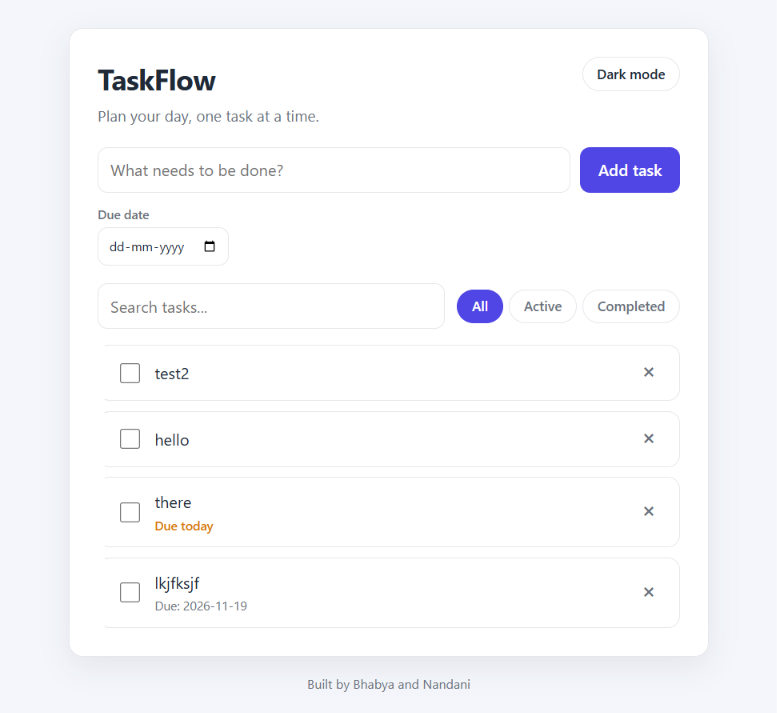 TaskFlow
Dark mode
Plan your day, one task at a time.
What needs to be done?
Add task
Due date
dd-mm-yyyy
Search tasks...
All
Active
Completed
test2
hello
there
Due today
lkjfksjf
Due: 2026-11-19
Built by Bhabya and Nandani